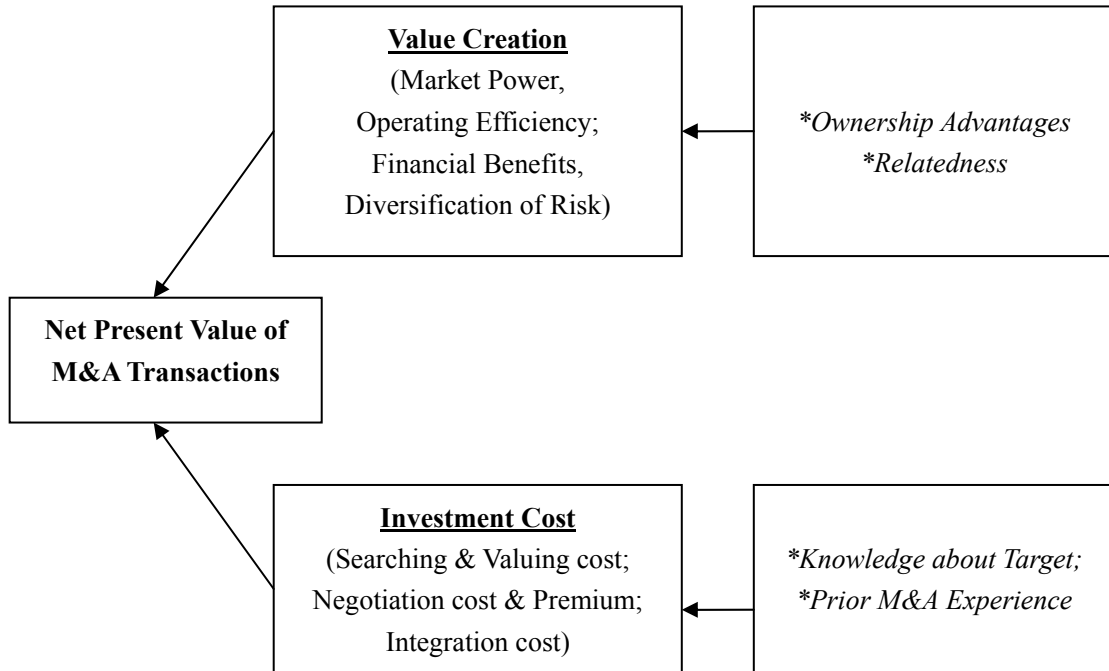 Value Creation
(Market Power,
Operating Efficiency;
Financial Benefits,
Diversification of Risk)
*Ownership Advantages
*Relatedness
Net Present Value of
M&A Transactions
Investment Cost
(Searching & Valuing cost;
Negotiation cost & Premium;
Integration cost)
*Knowledge about Target;
*Prior M&A Experience